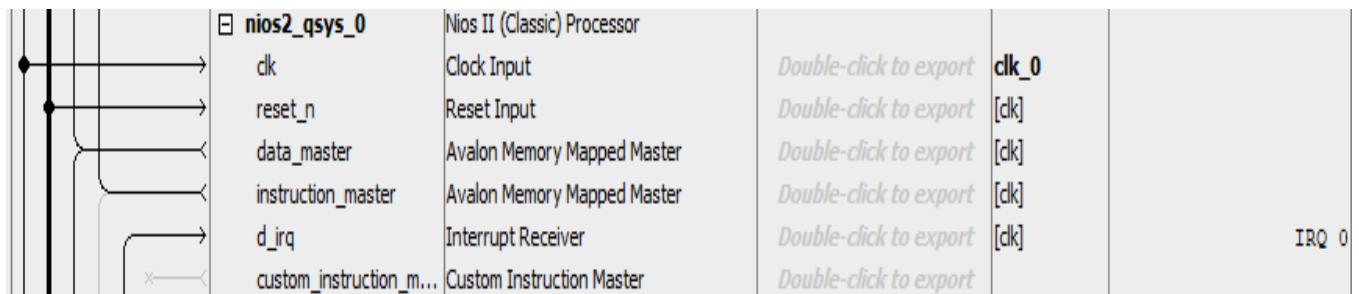 nios2_qsys_0 Nios II (Classic) Processor
clk Clock Input Double-click to export clk_0
reset_n Reset Input Double-click to export [clk]
data_master Avalon Memory Mapped Master Double-click to export [clk]
instruction_master Avalon Memory Mapped Master Double-click to export [clk]
d_irq Interrupt Receiver Double-click to export [clk] IRQ 0
custom_instruction_m... Custom Instruction Master Double-click to export